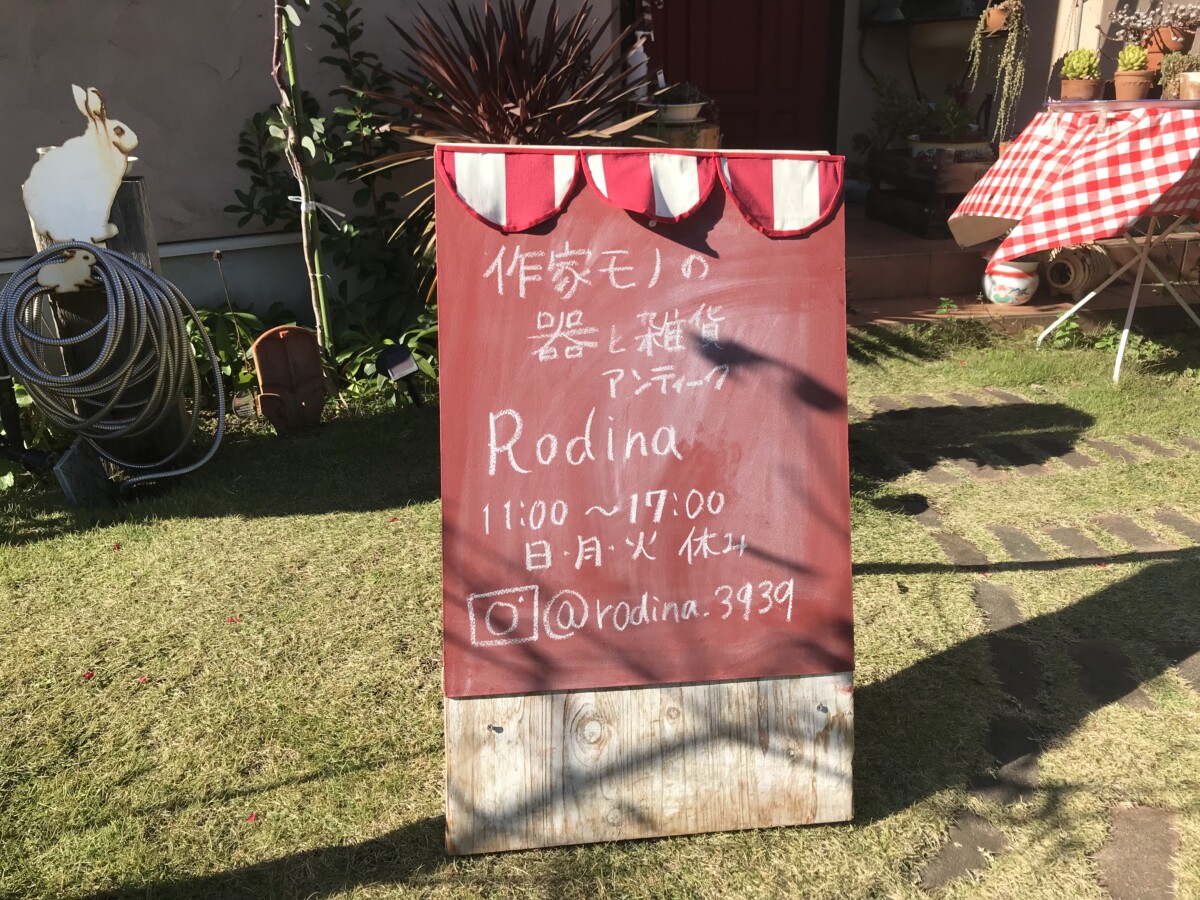 作家モノの
器と雑貨
アンティーク
Rodina
11:00～17:00
日・月・火 休み
@rodina.3939